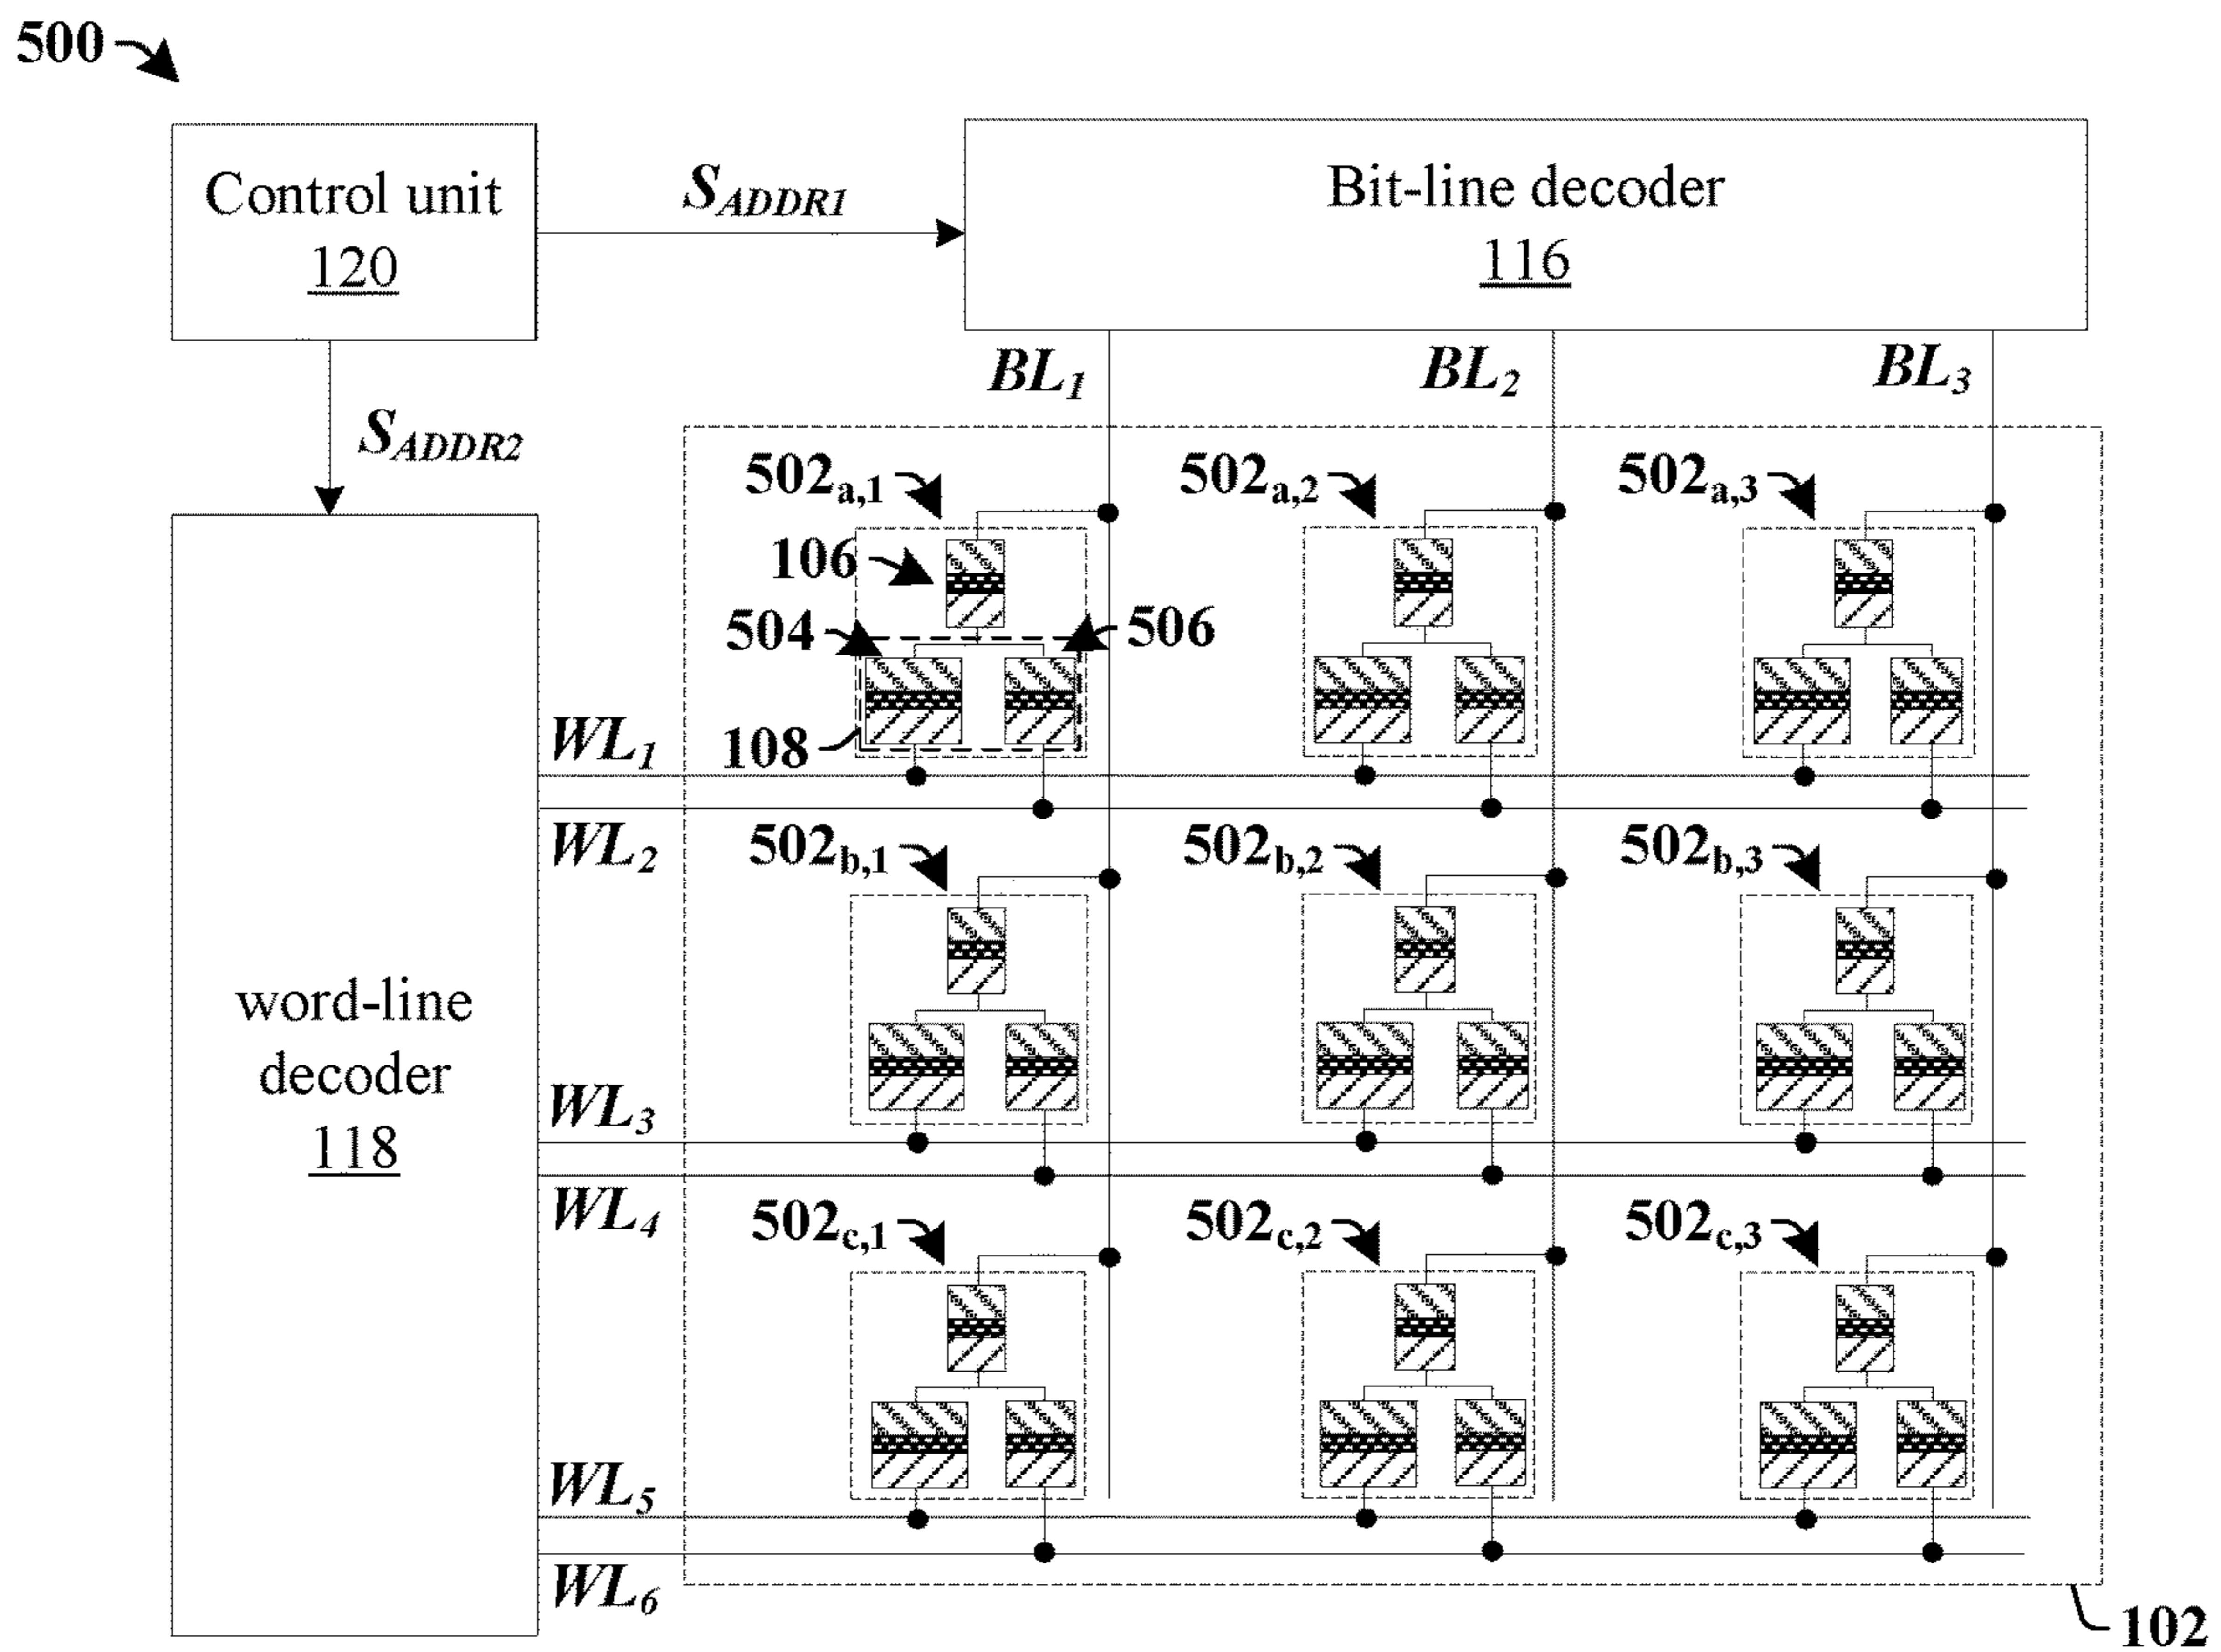 500
Control unit
120
S_ADDR1
Bit-line decoder
116
S_ADDR2
BL1
BL2
BL3
502a,1
502a,2
502a,3
106
504
506
108
WL1
WL2
502b,1
502b,2
502b,3
word-line
decoder
118
WL3
WL4
502c,1
502c,2
502c,3
WL5
WL6
102